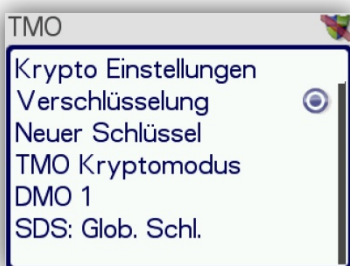 TMO
Krypto Einstellungen
Verschlüsselung
Neuer Schlüssel
TMO Kryptomodus
DMO 1
SDS: Glob. Schl.